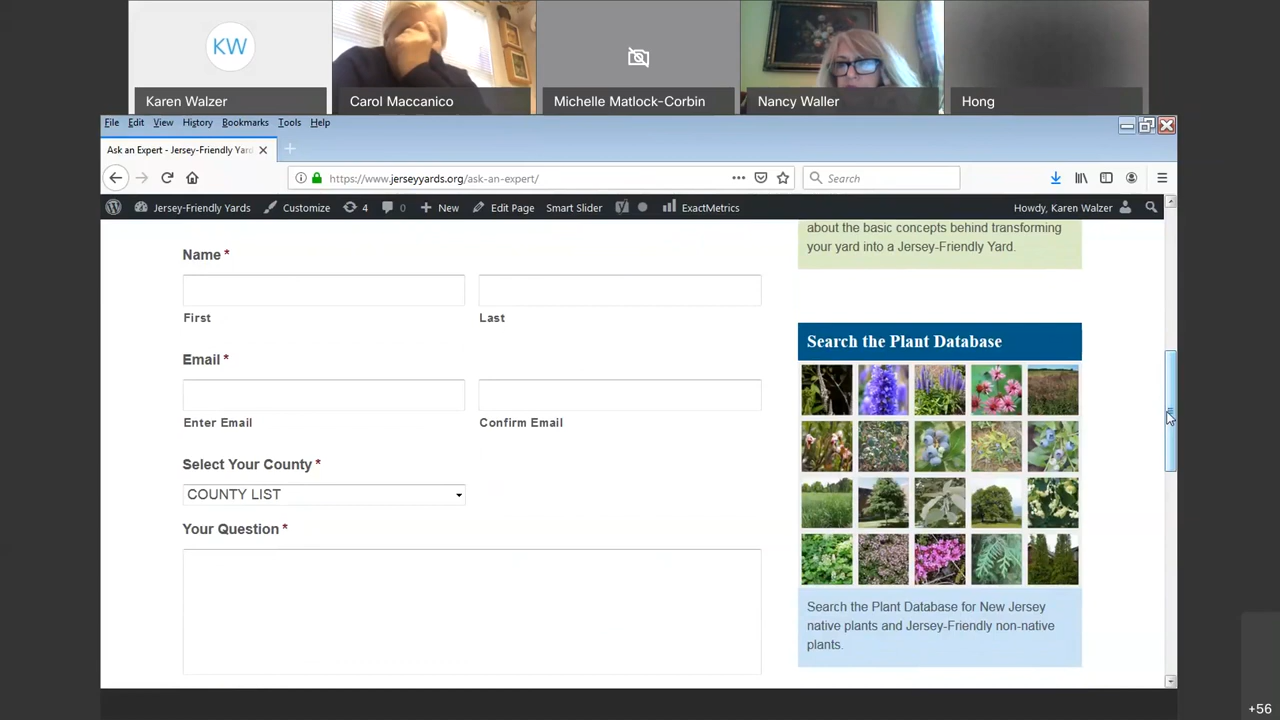 KW
Karen Walzer
Carol Maccanico
Michelle Matlock-Corbin
Nancy Waller
Hong
File Edit View History Bookmarks Tools Help
Ask an Expert - Jersey-Friendly Yard
https://www.jerseyyards.org/ask-an-expert/
Search
Jersey-Friendly Yards Customize 4 0 New Edit Page Smart Slider ExactMetrics Howdy, Karen Walzer
about the basic concepts behind transforming
your yard into a Jersey-Friendly Yard.
Name *
First Last
Email *
Enter Email Confirm Email
Select Your County *
COUNTY LIST
Your Question *
Search the Plant Database
Search the Plant Database for New Jersey
native plants and Jersey-Friendly non-native
plants.
+56